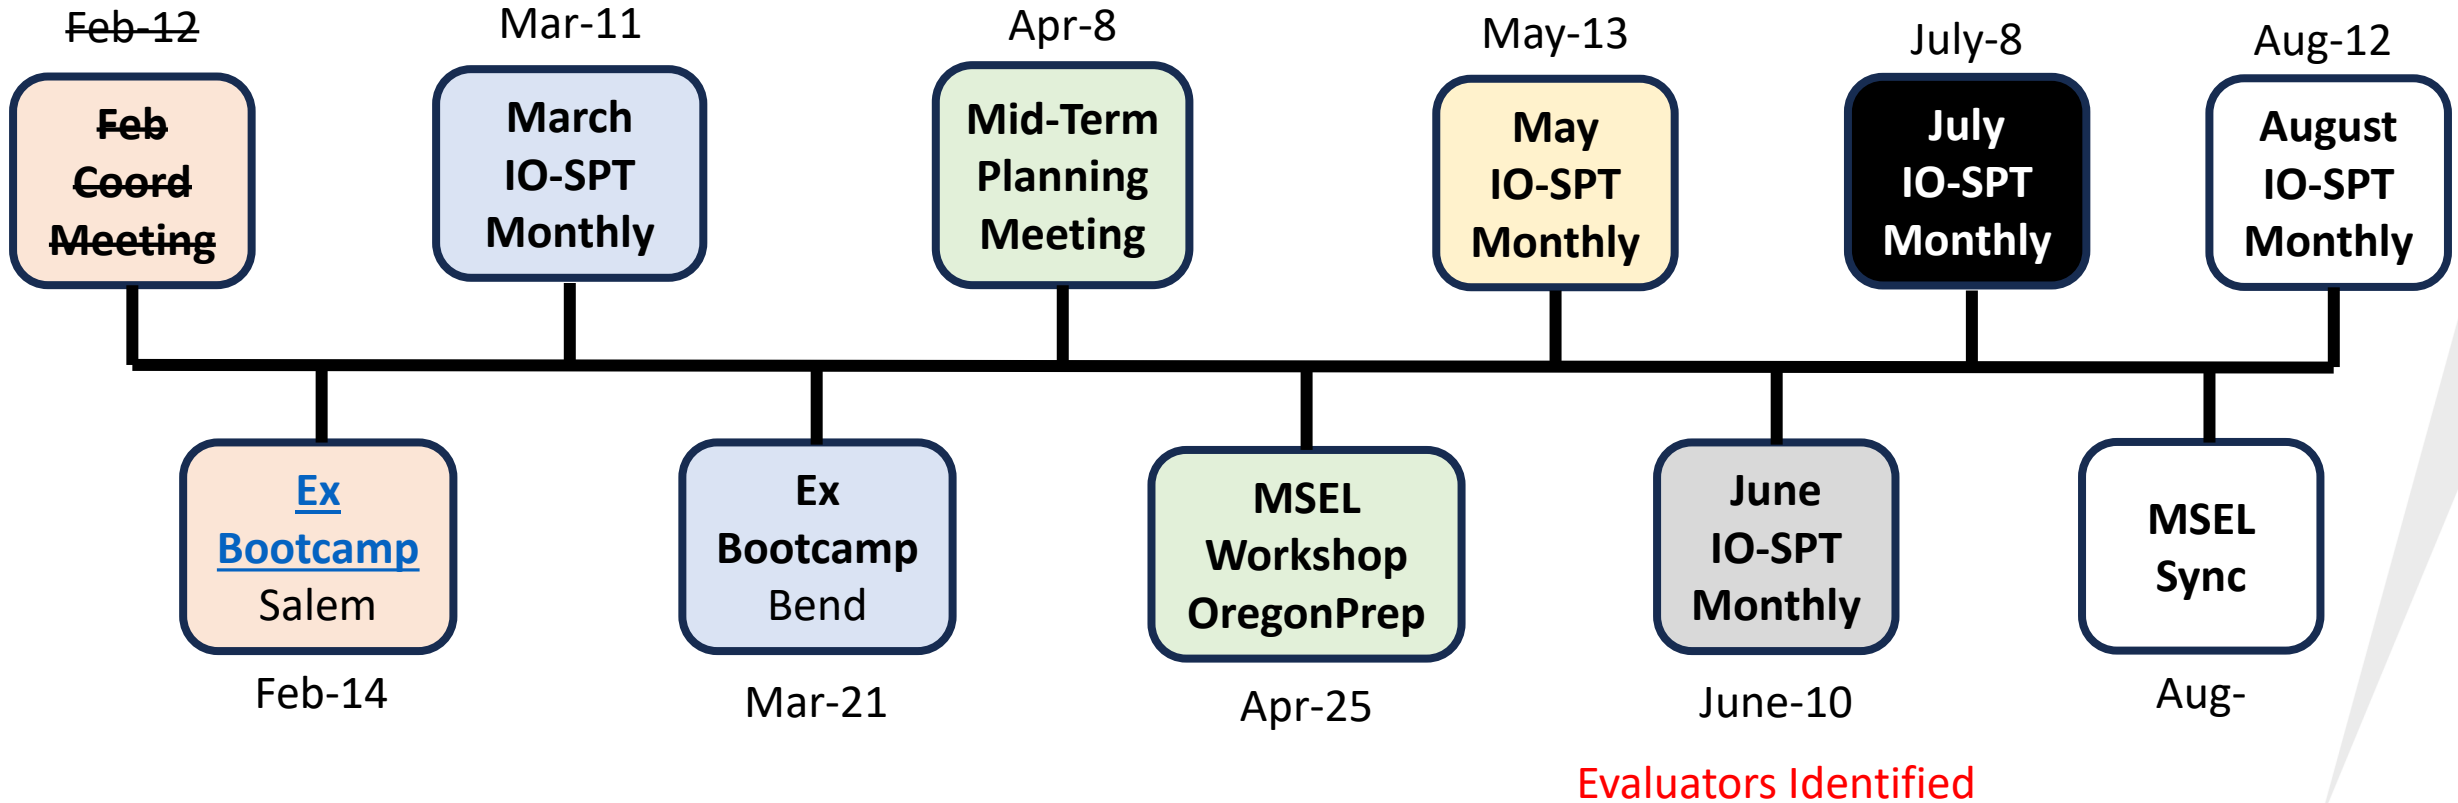 Feb-12
Feb
Coord
Meeting
Mar-11
March
IO-SPT
Monthly
Apr-8
Mid-Term
Planning
Meeting
May-13
May
IO-SPT
Monthly
July-8
July
IO-SPT
Monthly
Aug-12
August
IO-SPT
Monthly
Ex
Bootcamp
Salem
Feb-14
Ex
Bootcamp
Bend
Mar-21
MSEL
Workshop
OregonPrep
Apr-25
June
IO-SPT
Monthly
June-10
Evaluators Identified
MSEL
Sync
Aug-